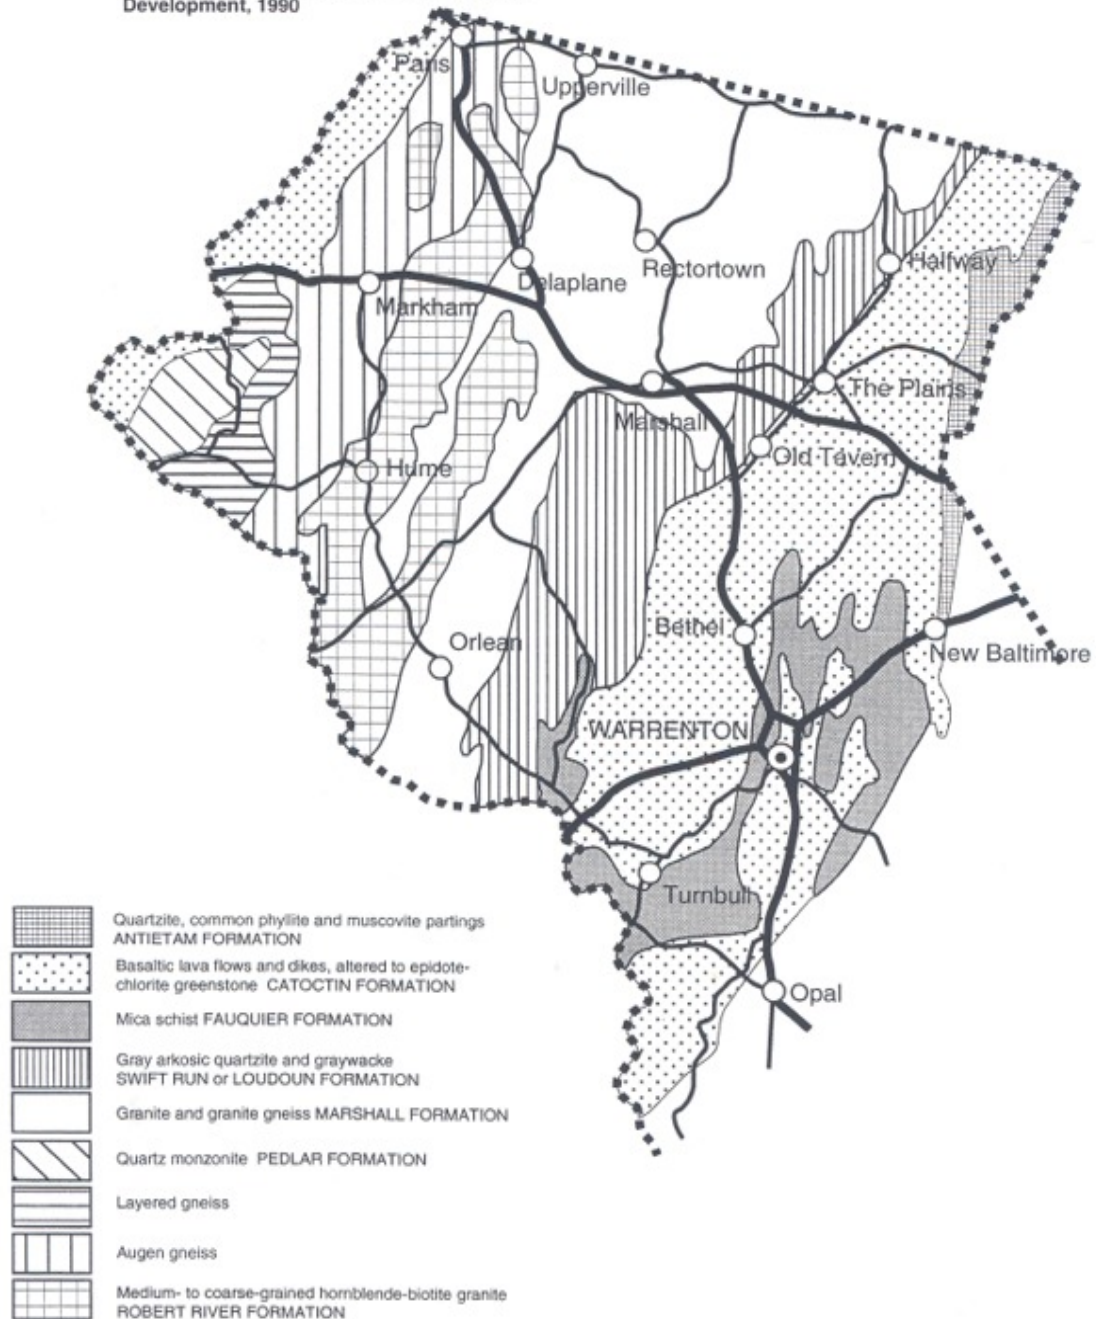 Development, 1990
Paris
Upperville
Rectortown
Halfway
Delaplane
Markham
The Plains
Marshall
Old Tavern
Hume
Bethel
Orlean
New Baltimore
WARRENTON
Turnbull
Opal
Quartzite, common phyllite and muscovite partings
ANTIETAM FORMATION
Basaltic lava flows and dikes, altered to epidote-
chlorite greenstone CATOCTIN FORMATION
Mica schist FAUQUIER FORMATION
Gray arkosic quartzite and graywacke
SWIFT RUN or LOUDOUN FORMATION
Granite and granite gneiss MARSHALL FORMATION
Quartz monzonite PEDLAR FORMATION
Layered gneiss
Augen gneiss
Medium- to coarse-grained hornblende-biotite granite
ROBERT RIVER FORMATION